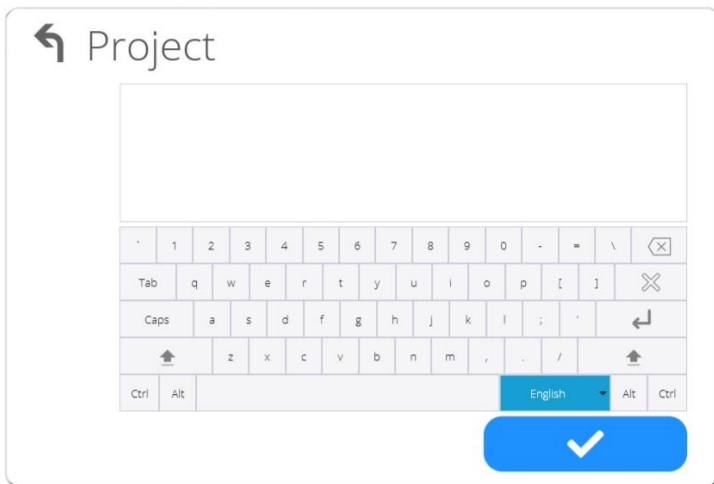 Project
` 1 2 3 4 5 6 7 8 9 0 - = \
Tab q w e r t y u i o p [ ]
Caps a s d f g h j k l ; '
z x c v b n m , . /
Ctrl Alt English Alt Ctrl